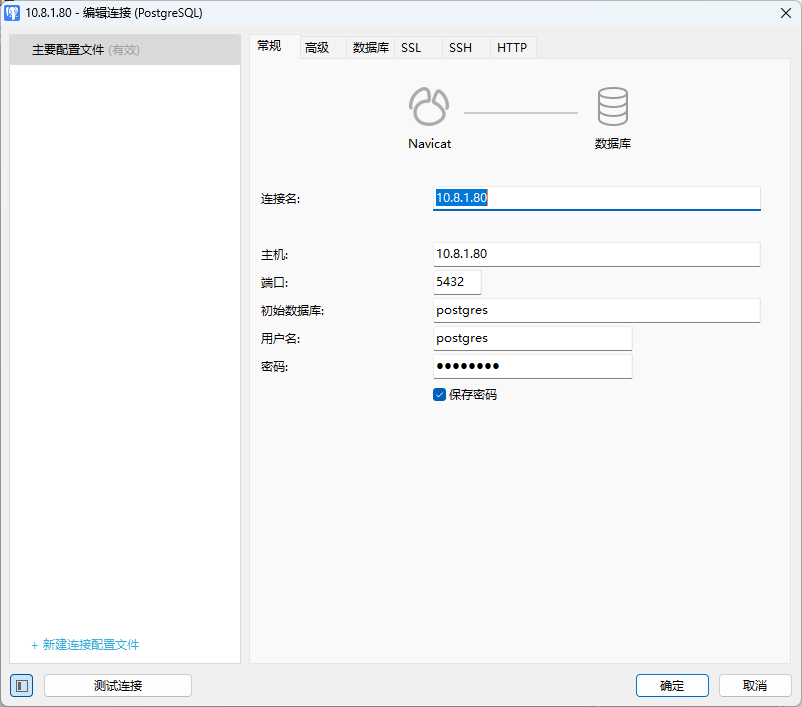 10.8.1.80 - 编辑连接 (PostgreSQL)
主要配置文件 (有效)
常规 高级 数据库 SSL SSH HTTP
Navicat 数据库
连接名: 10.8.1.80
主机: 10.8.1.80
端口: 5432
初始数据库: postgres
用户名: postgres
密码: ●●●●●●●●
保存密码
+ 新建连接配置文件
测试连接 确定 取消